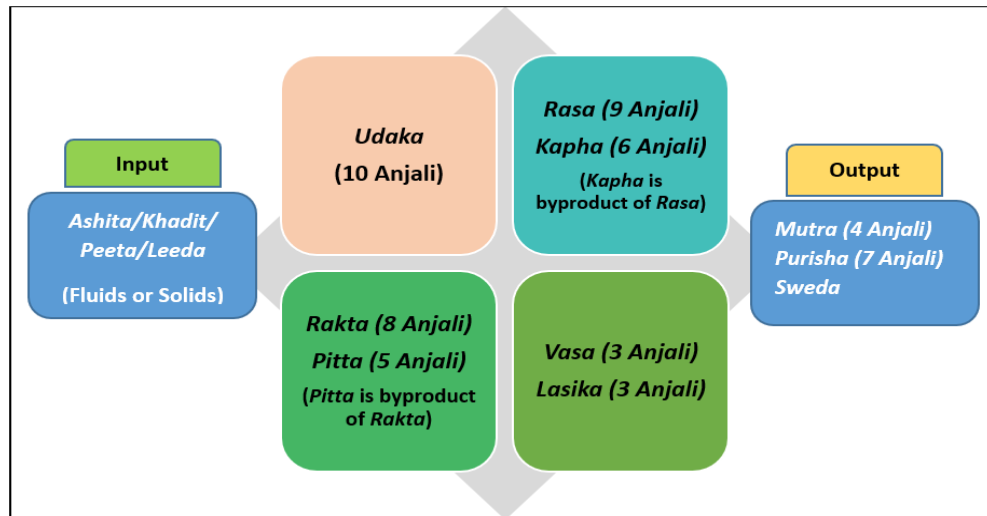 Input
Ashita/Khadit/
Peeta/Leeda
(Fluids or Solids)
Udaka
(10 Anjali)
Rasa (9 Anjali)
Kapha (6 Anjali)
(Kapha is
byproduct of Rasa)
Rakta (8 Anjali)
Pitta (5 Anjali)
(Pitta is byproduct
of Rakta)
Vasa (3 Anjali)
Lasika (3 Anjali)
Output
Mutra (4 Anjali)
Purisha (7 Anjali)
Sweda